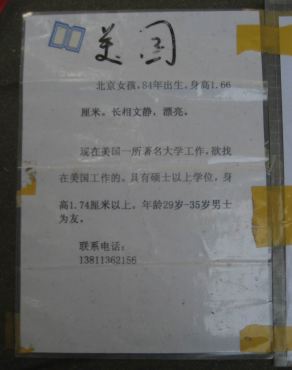 美国
北京女孩，84年出生，身高1.66
厘米。长相文静，漂亮。
现在美国一所著名大学工作，欲找
在美国工作的。具有硕士以上学位，身
高1.74厘米以上。年龄29岁-35岁男士
为友。
联系电话：
13811362156